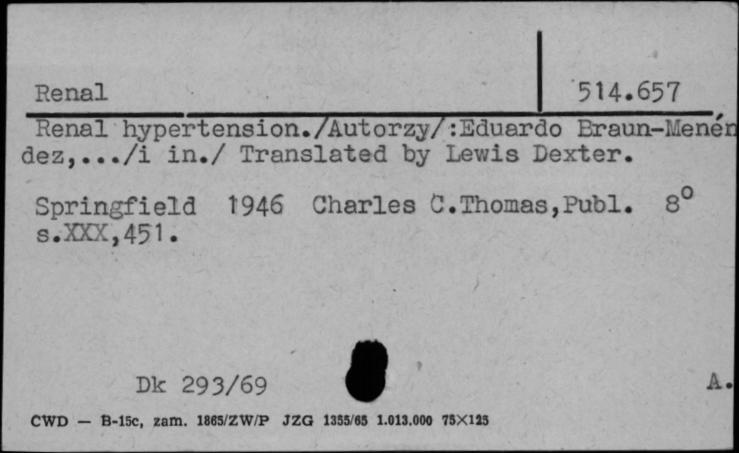 Renal 514.657
Renal hypertension./Autorzy/:Eduardo Braun-Menén
dez,.../i in./ Translated by Lewis Dexter.
Springfield 1946 Charles C.Thomas,Publ. 8°
s.XXX,451.
Dk 293/69 A.
CWD — B-15c, zam. 1865/ZW/P JZG 1355/65 1.013.000 75X125